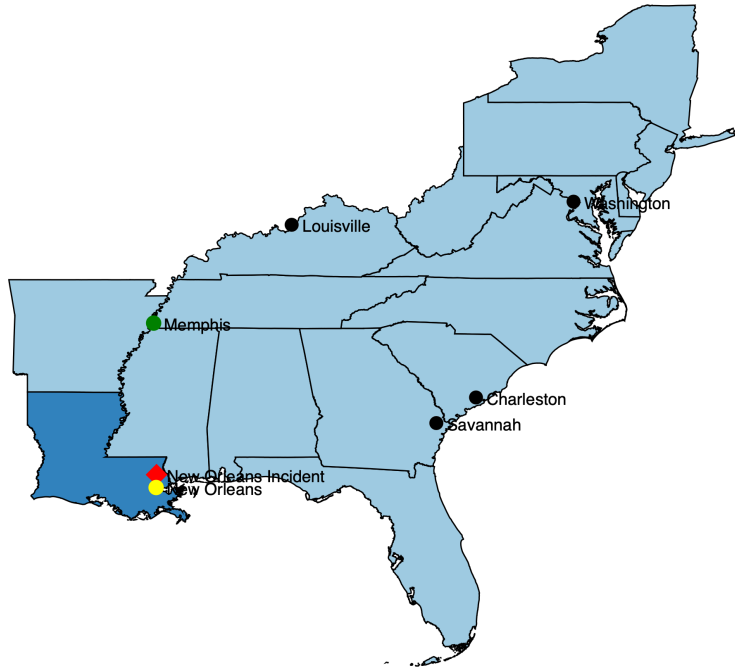 Washington
Louisville
Memphis
Charleston
Savannah
New Orleans Incident
New Orleans